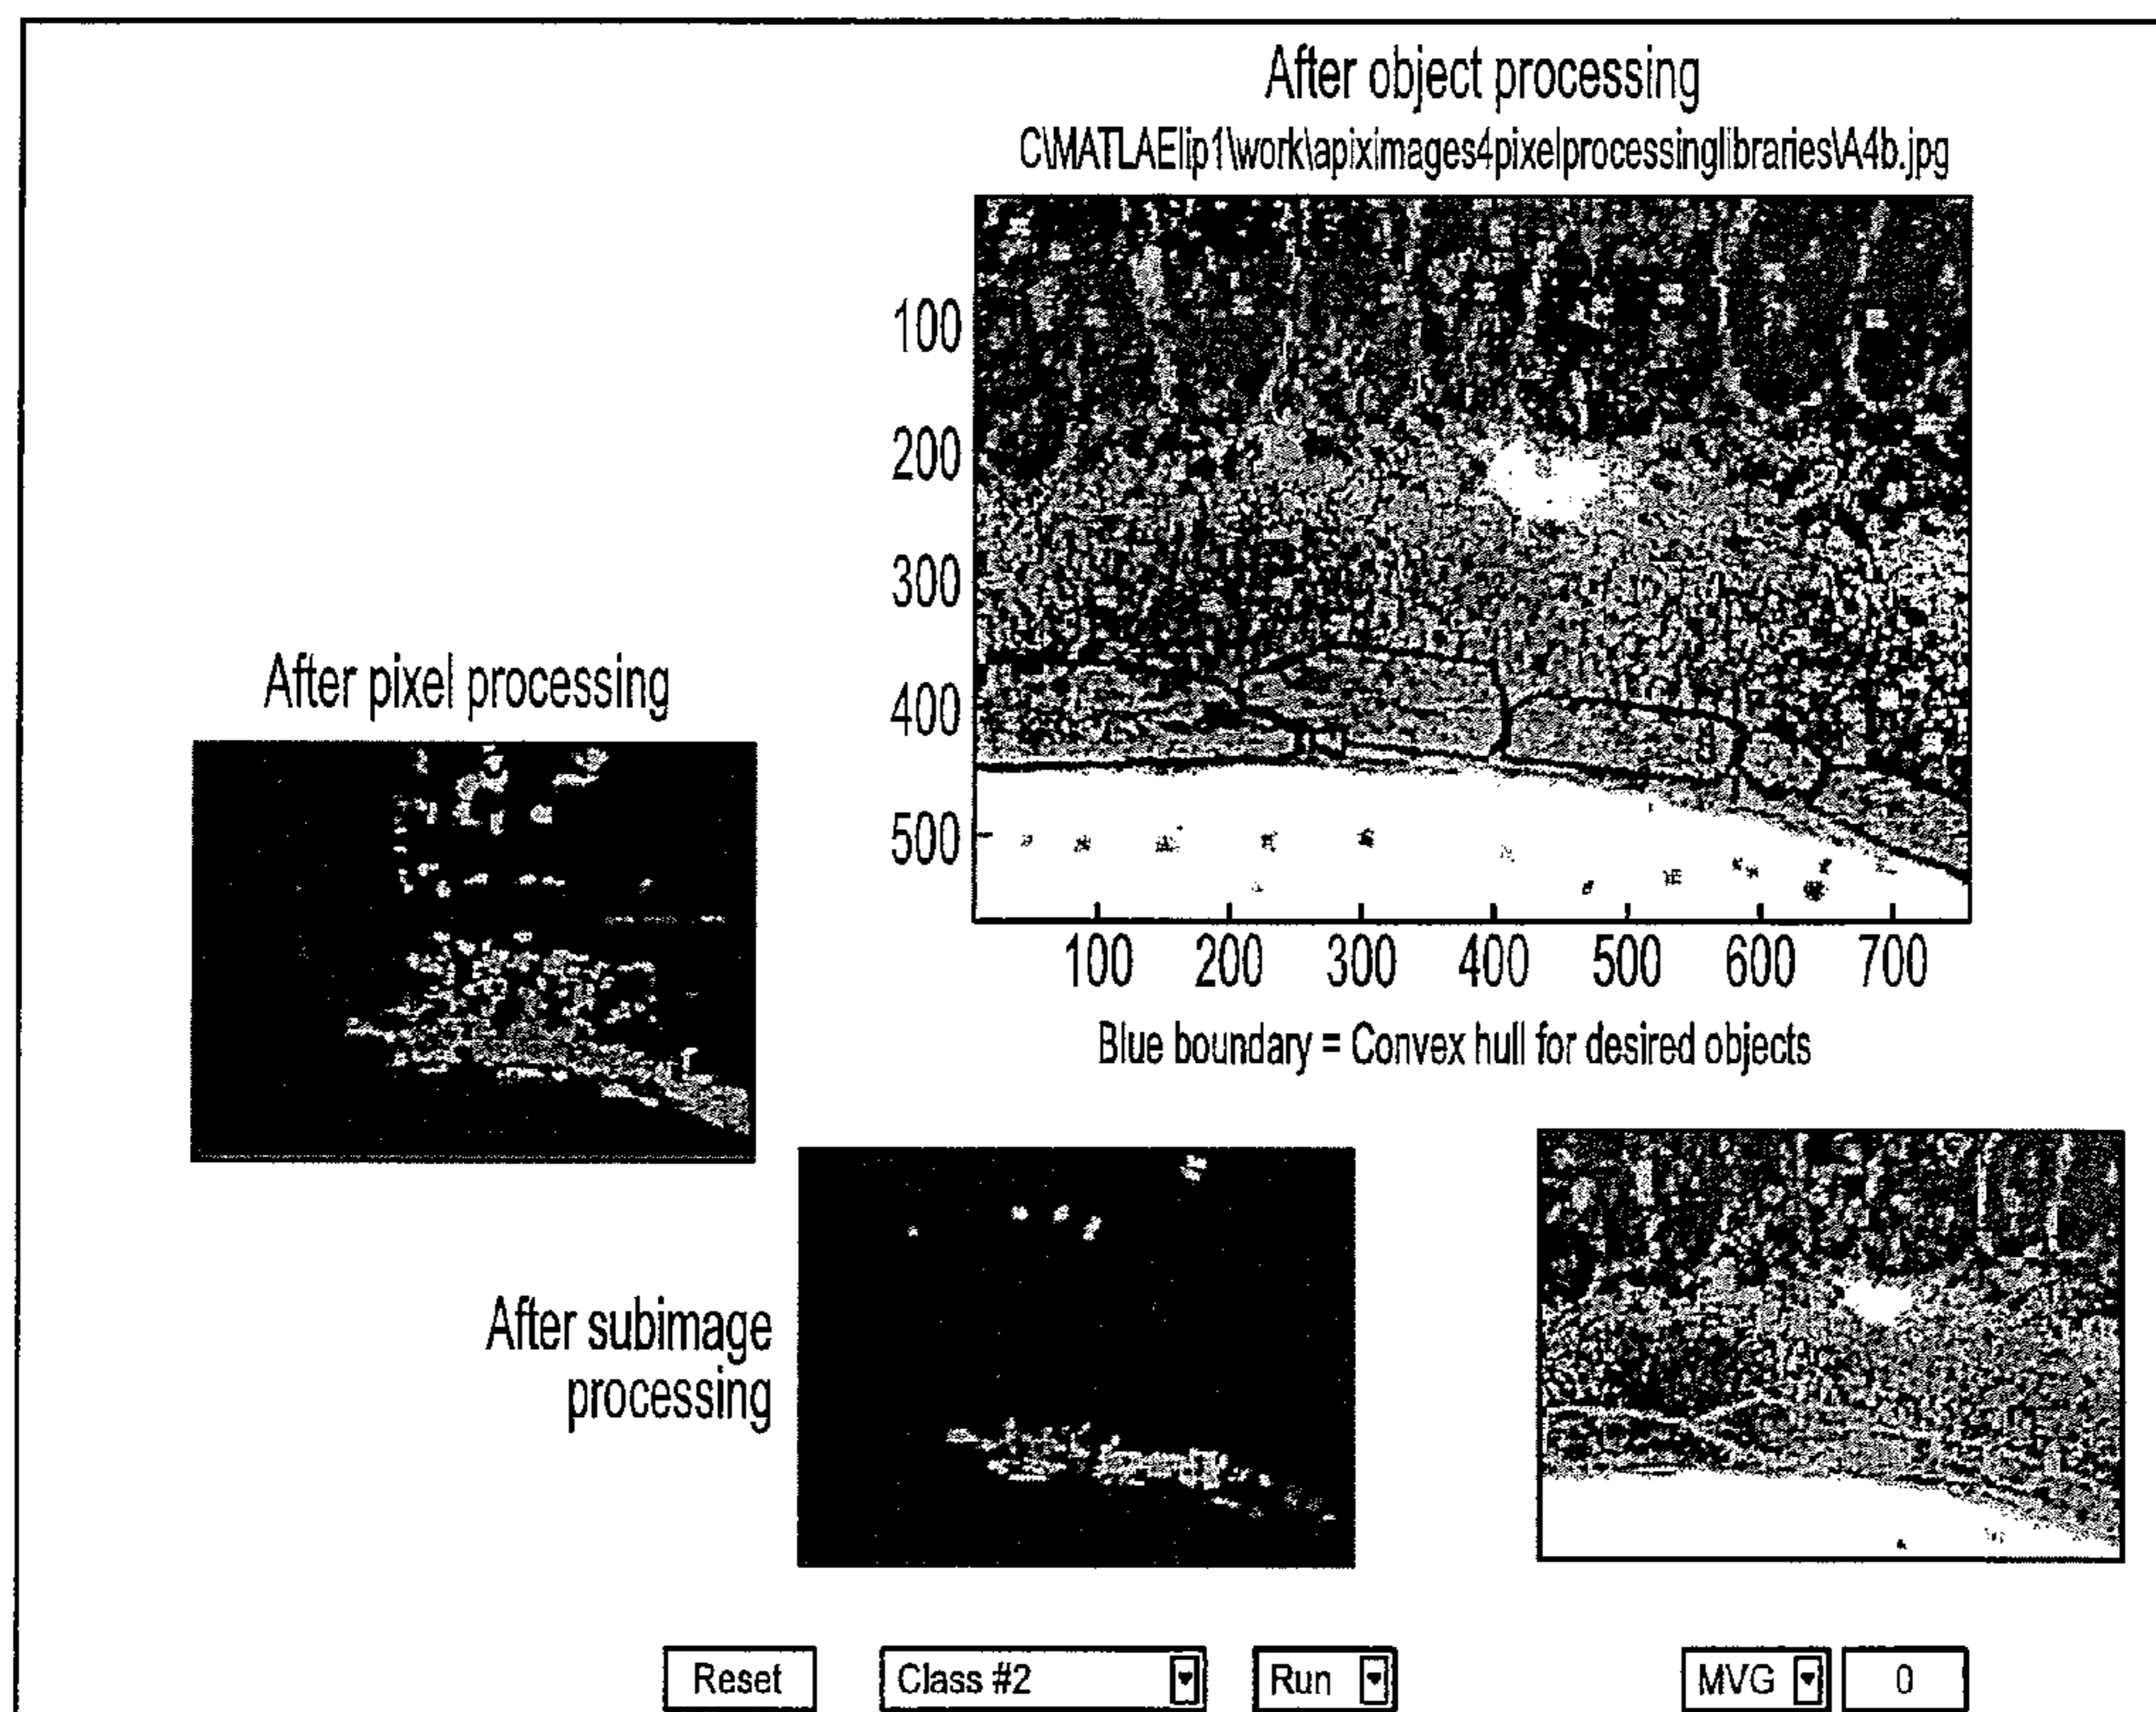 After object processing
C\MATLAElip1\work\apiximages4pixelprocessinglibraries\A4b.jpg
100
200
300
400
500
100 200 300 400 500 600 700
Blue boundary = Convex hull for desired objects
After pixel processing
After subimage
processing
Reset Class #2 Run MVG 0